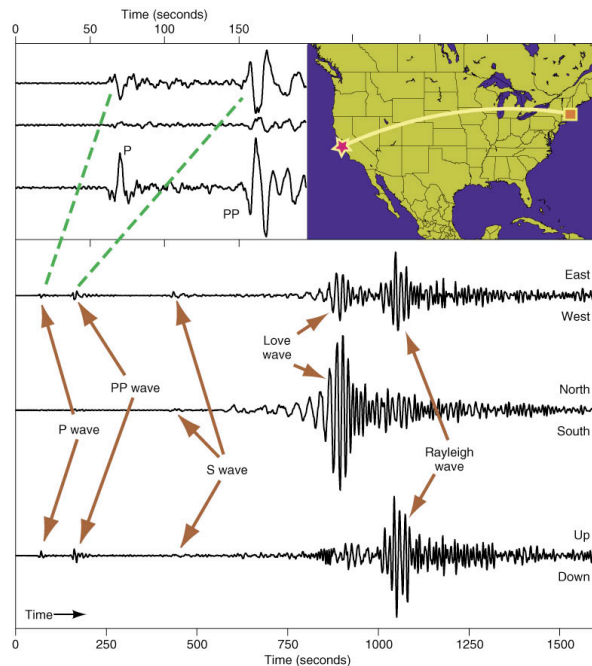 Time (seconds)
0 50 100 150
P
PP
East
West
Love
wave
PP wave
North
South
P wave
S wave
Rayleigh
wave
Up
Down
Time
0 250 500 750 1000 1250 1500
Time (seconds)